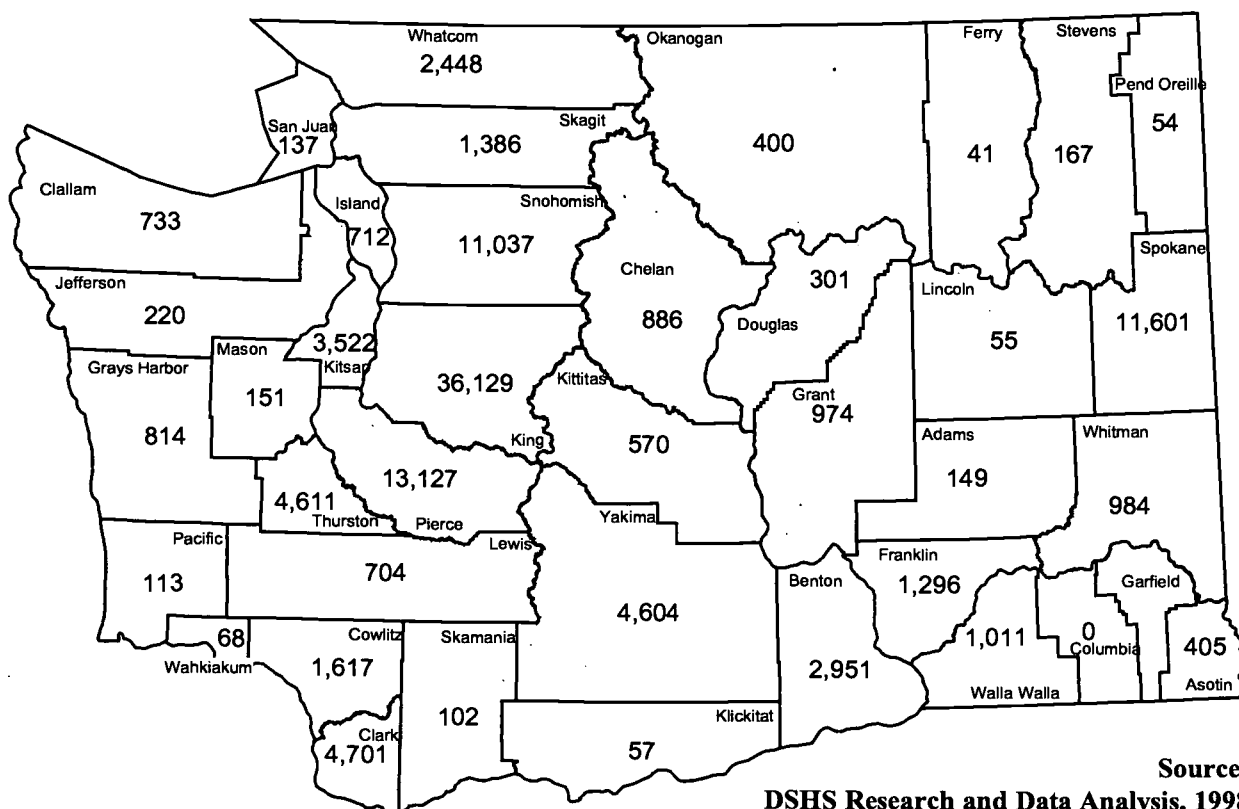 Whatcom
2,448
Okanogan
400
Ferry
41
Stevens
167
Pend Oreille
54
San Juan
137
Skagit
1,386
Clallam
733
Island
712
Snohomish
11,037
Chelan
886
301
Douglas
Lincoln
55
Spokane
11,601
Jefferson
220
3,522
Kitsap
Mason
151
Grays Harbor
814
36,129
King
Kittitas
570
Grant
974
Adams
149
Whitman
984
4,611
Thurston
13,127
Pierce
Yakima
4,604
Pacific
113
Lewis
704
Benton
2,951
Franklin
1,296
Garfield
0
Columbia
1,011
Walla Walla
405
Asotin
68
Wahkiakum
Cowlitz
1,617
Skamania
102
Clark
4,701
Klickitat
57
Source
DSHS Research and Data Analysis, 1998